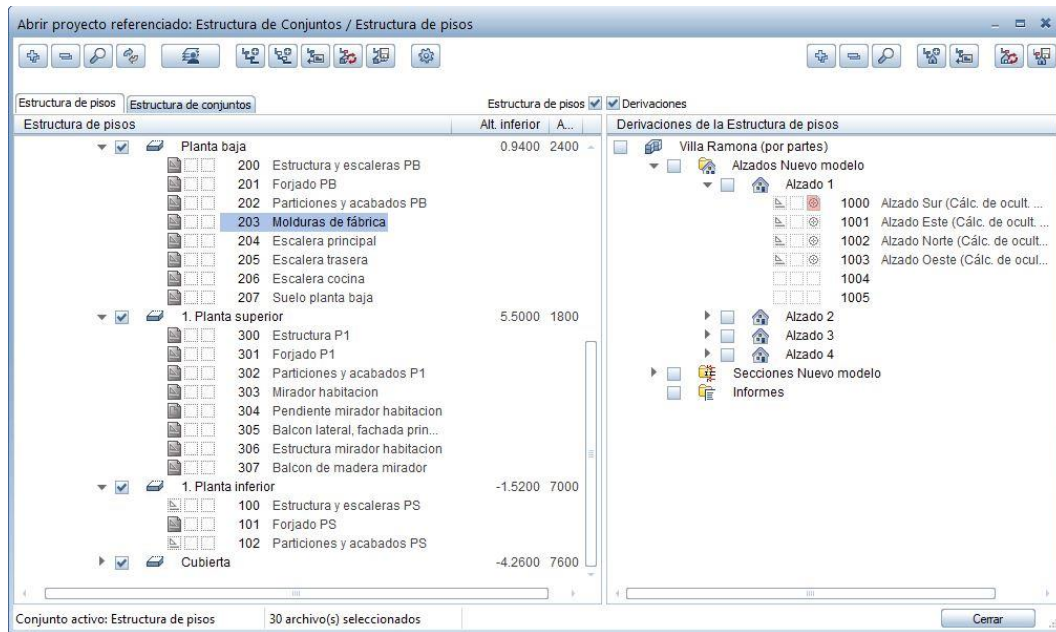 Abrir proyecto referenciado: Estructura de Conjuntos / Estructura de pisos
Estructura de pisos Estructura de conjuntos Estructura de pisos Derivaciones
Estructura de pisos Alt. inferior A... Derivaciones de la Estructura de pisos
Planta baja 0.9400 2400
200 Estructura y escaleras PB
201 Forjado PB
202 Particiones y acabados PB
203 Molduras de fábrica
204 Escalera principal
205 Escalera trasera
206 Escalera cocina
207 Suelo planta baja
1. Planta superior 5.5000 1800
300 Estructura P1
301 Forjado P1
302 Particiones y acabados P1
303 Mirador habitacion
304 Pendiente mirador habitacion
305 Balcon lateral, fachada prin...
306 Estructura mirador habitacion
307 Balcon de madera mirador
1. Planta inferior -1.5200 7000
100 Estructura y escaleras PS
101 Forjado PS
102 Particiones y acabados PS
Cubierta -4.2600 7600
Villa Ramona (por partes)
Alzados Nuevo modelo
Alzado 1
1000 Alzado Sur (Cálc. de ocult. ...
1001 Alzado Este (Cálc. de ocult. ...
1002 Alzado Norte (Cálc. de ocult...
1003 Alzado Oeste (Cálc. de ocul...
1004
1005
Alzado 2
Alzado 3
Alzado 4
Secciones Nuevo modelo
Informes
Conjunto activo: Estructura de pisos 30 archivo(s) seleccionados Cerrar